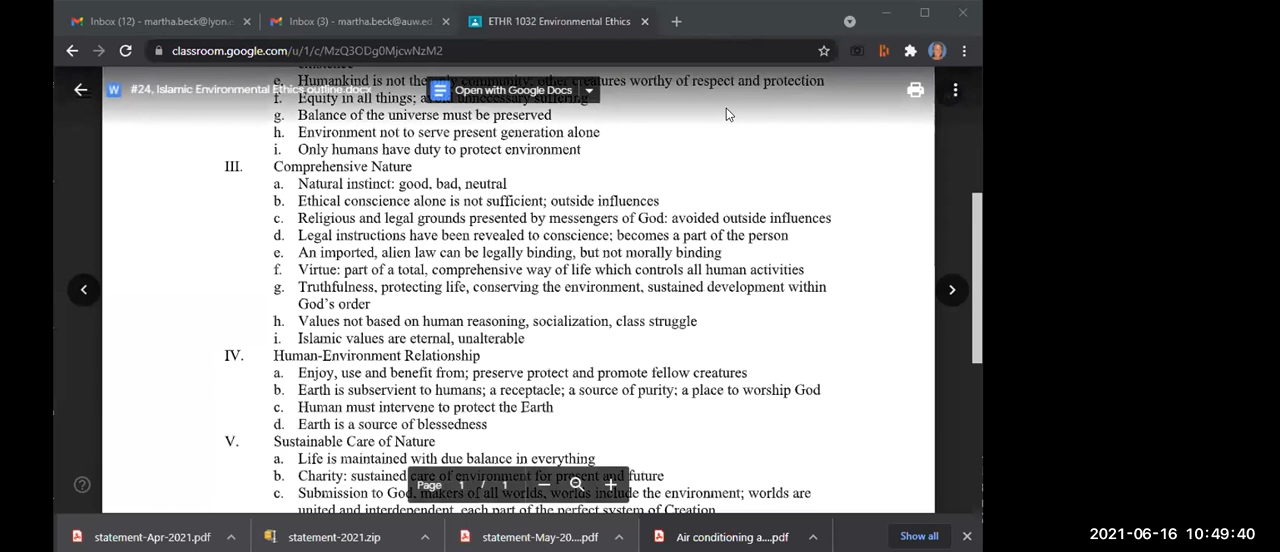 Inbox (12) - martha.beck@lyon.e
Inbox (3) - martha.beck@auw.ed
ETHR 1032 Environmental Ethics
classroom.google.com/u/1/c/MzQ3ODg0MjcwNzM2
e. Humankind is not the only community, other creatures worthy of respect and protection
#24, Islamic Environmental Ethics outline.docx
Open with Google Docs
f. Equity in all things; avoid unnecessary suffering
g. Balance of the universe must be preserved
h. Environment not to serve present generation alone
i. Only humans have duty to protect environment
III. Comprehensive Nature
a. Natural instinct: good, bad, neutral
b. Ethical conscience alone is not sufficient; outside influences
c. Religious and legal grounds presented by messengers of God: avoided outside influences
d. Legal instructions have been revealed to conscience; becomes a part of the person
e. An imported, alien law can be legally binding, but not morally binding
f. Virtue: part of a total, comprehensive way of life which controls all human activities
g. Truthfulness, protecting life, conserving the environment, sustained development within
God's order
h. Values not based on human reasoning, socialization, class struggle
i. Islamic values are eternal, unalterable
IV. Human-Environment Relationship
a. Enjoy, use and benefit from; preserve protect and promote fellow creatures
b. Earth is subservient to humans; a receptacle; a source of purity; a place to worship God
c. Human must intervene to protect the Earth
d. Earth is a source of blessedness
V. Sustainable Care of Nature
a. Life is maintained with due balance in everything
b. Charity: sustained care of environment for present and future
Page 1 / 1
c. Submission to God, makers of all worlds, worlds include the environment; worlds are
united and interdependent, each part of the perfect system of Creation
statement-Apr-2021.pdf
statement-2021.zip
statement-May-20....pdf
Air conditioning a....pdf
Show all
2021-06-16 10:49:40